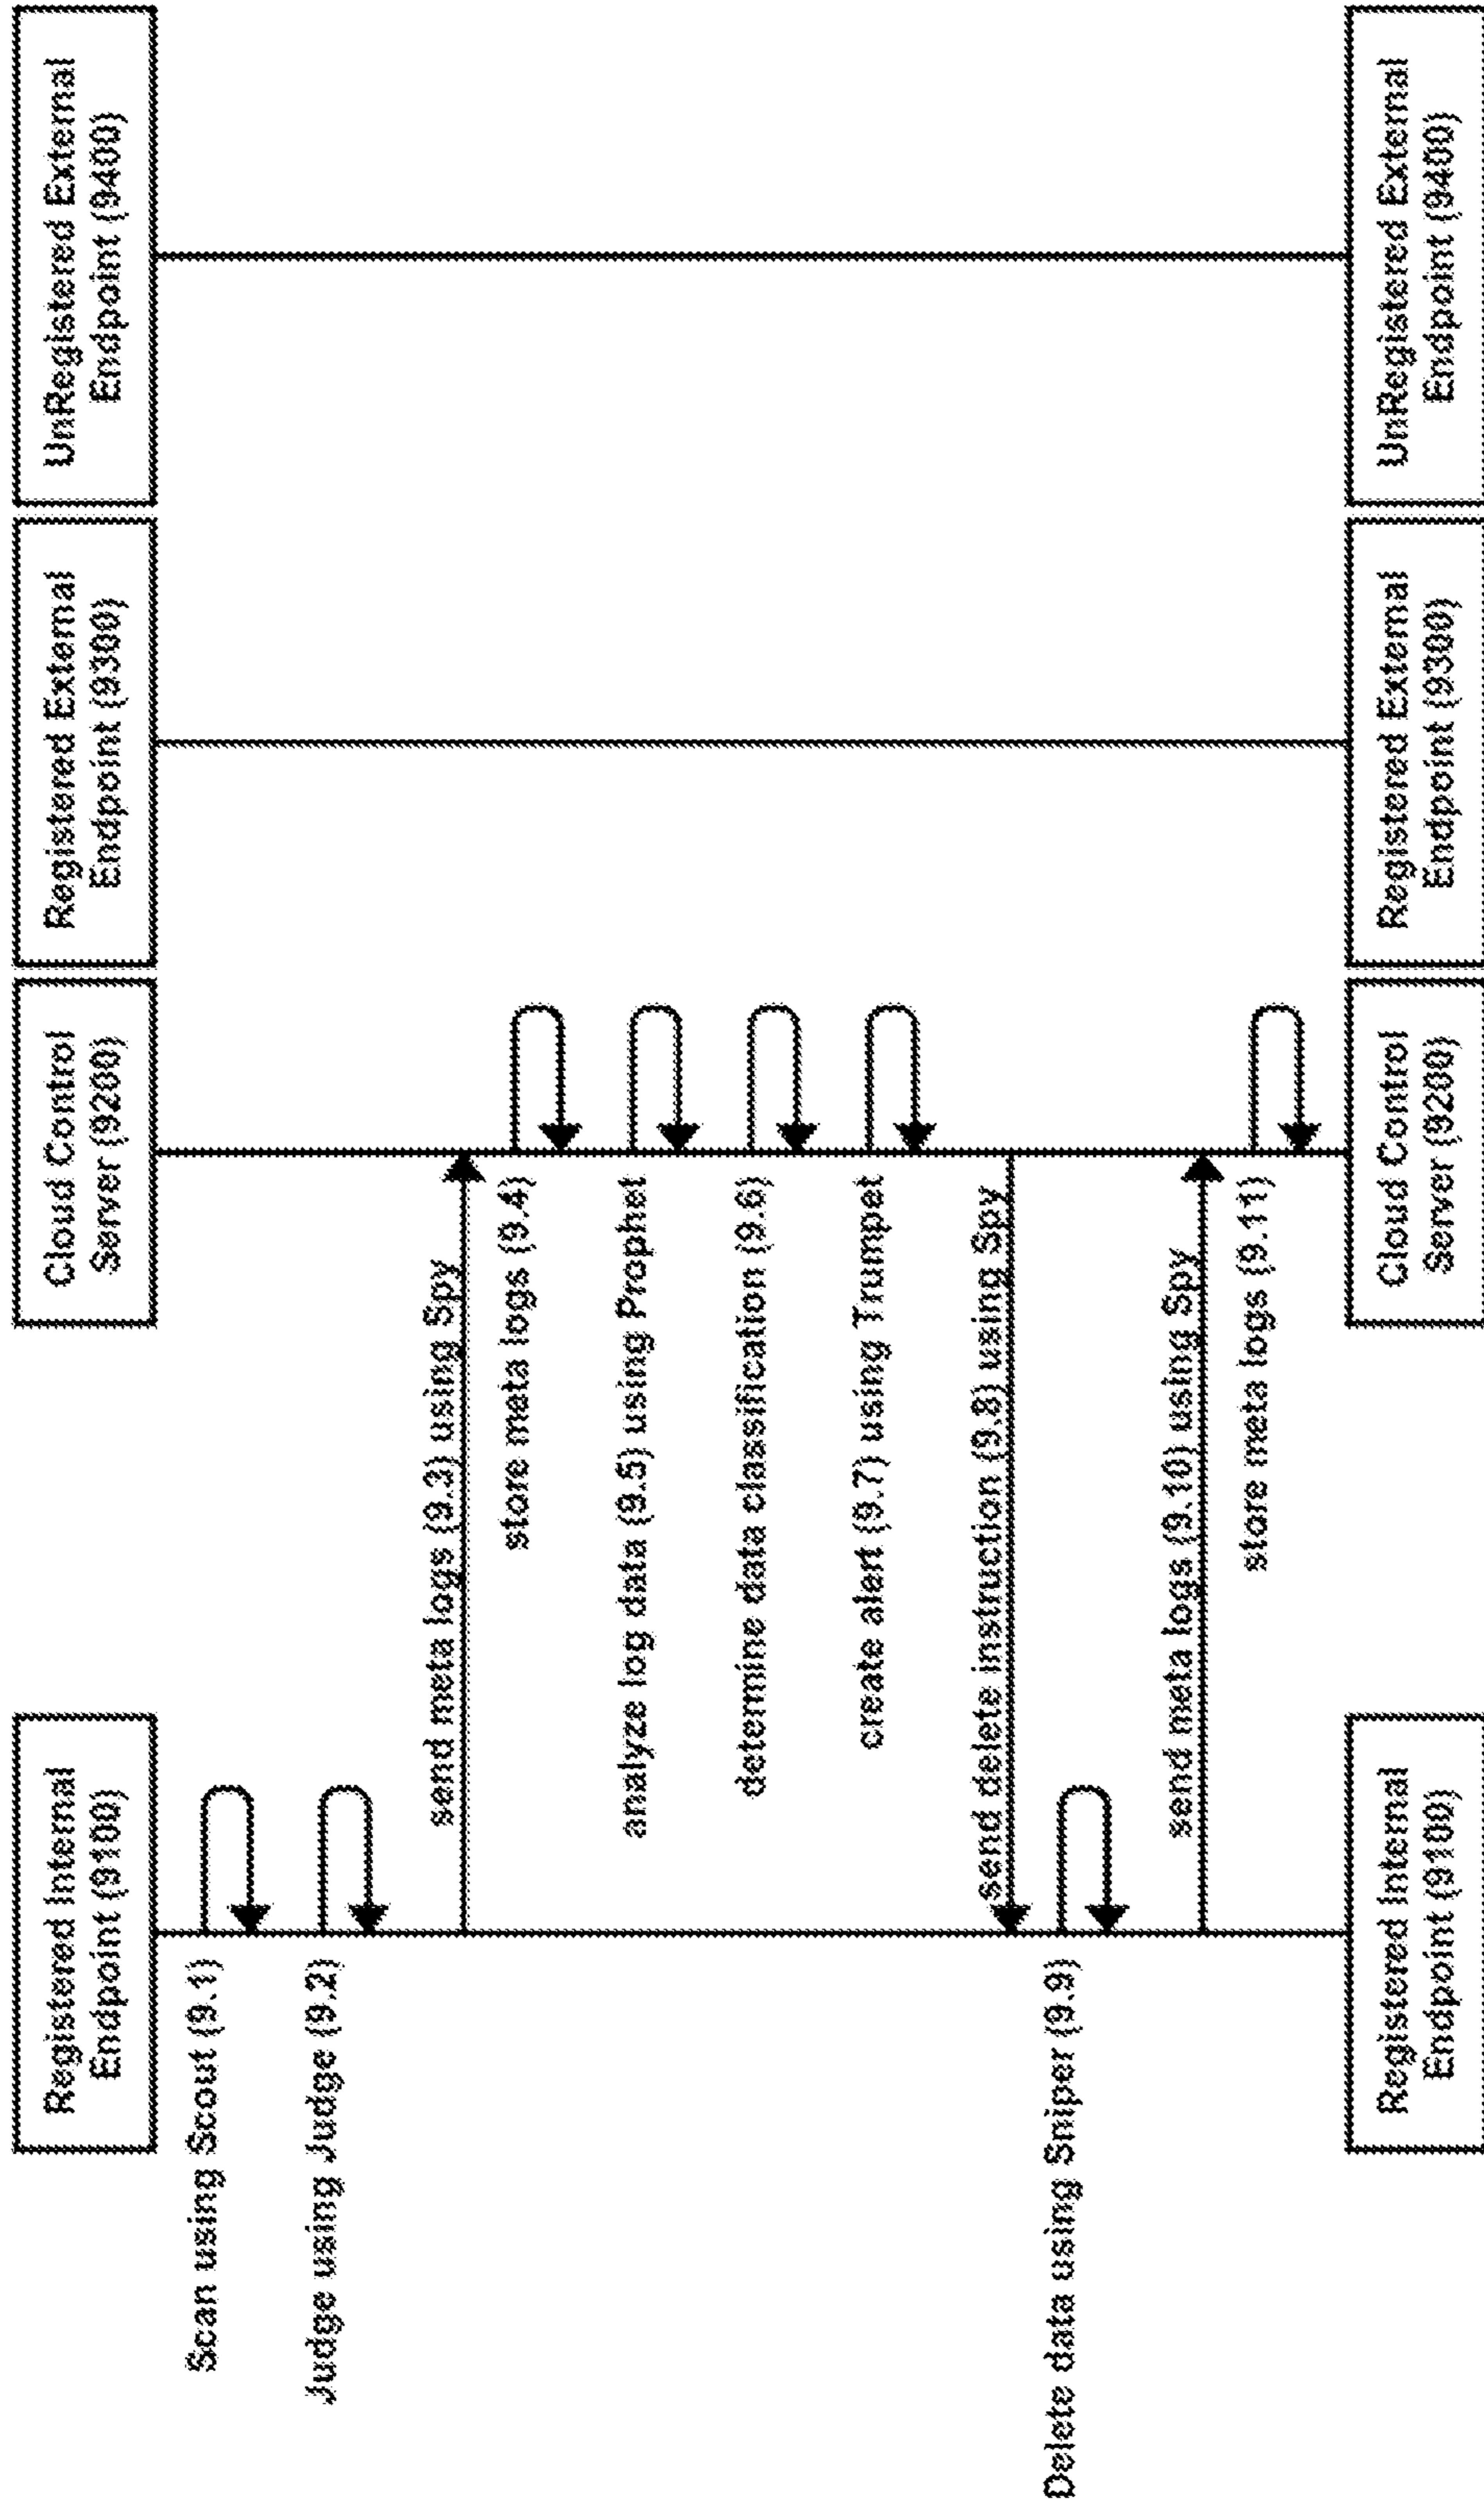 Registered Internal
Endpoint (9100)
Cloud Control
Server (9200)
Registered External
Endpoint (9300)
UnRegistered External
Endpoint (9400)
Scan using Scout (9.1)
Judge using Judge (9.2)
send meta logs (9.3) using Spy
store meta logs (9.4)
analyze log data (9.5) using Prophet
determine data classification (9.6)
create alert (9.7) using Trumpet
send delete instruction (9.8) using Spy
Delete data using Sniper (9.9)
send meta logs (9.10) using Spy
store meta logs (9.11)
Registered Internal
Endpoint (9100)
Cloud Control
Server (9200)
Registered External
Endpoint (9300)
UnRegistered External
Endpoint (9400)